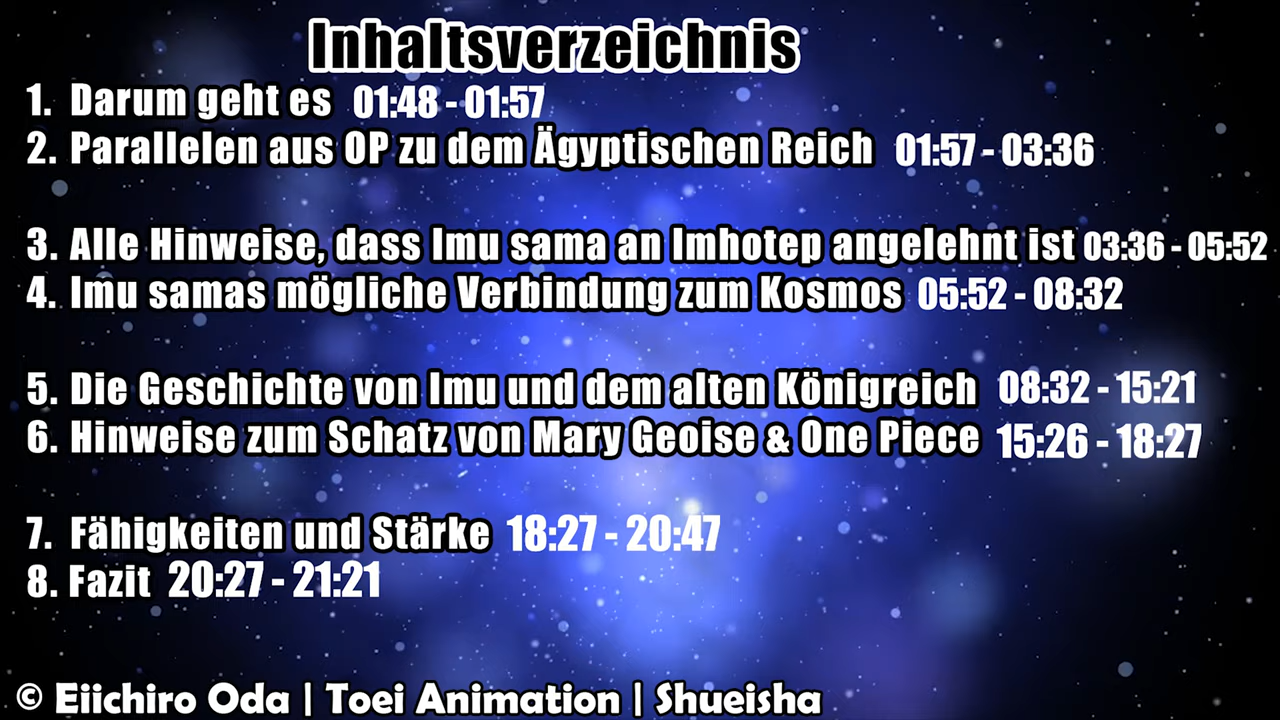 Inhaltsverzeichnis
1. Darum geht es 01:48 - 01:57
2. Parallelen aus OP zu dem Ägyptischen Reich 01:57 - 03:36
3. Alle Hinweise, dass Imu sama an Imhotep angelehnt ist 03:36 - 05:52
4. Imu samas mögliche Verbindung zum Kosmos 05:52 - 08:32
5. Die Geschichte von Imu und dem alten Königreich 08:32 - 15:21
6. Hinweise zum Schatz von Mary Geoise & One Piece 15:26 - 18:27
7. Fähigkeiten und Stärke 18:27 - 20:47
8. Fazit 20:27 - 21:21
© Eiichiro Oda | Toei Animation | Shueisha